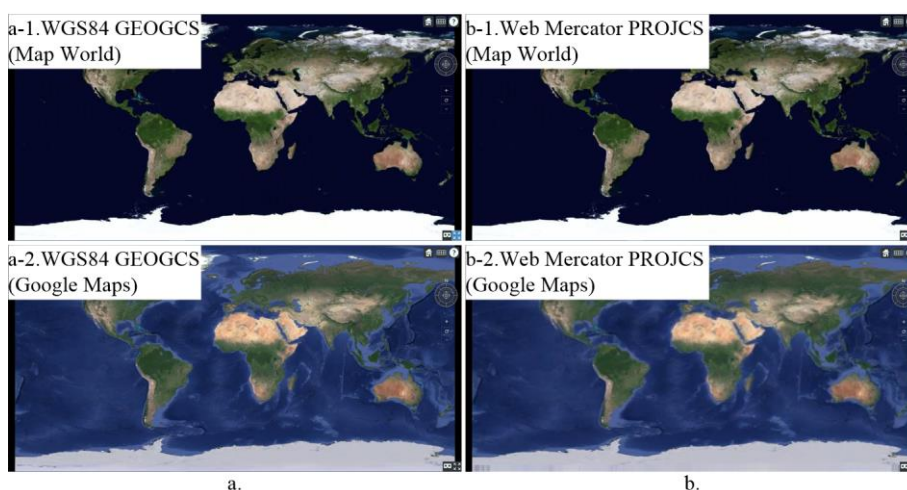 a-1.WGS84 GEOGCS
(Map World)
b-1.Web Mercator PROJCS
(Map World)
a-2.WGS84 GEOGCS
(Google Maps)
b-2.Web Mercator PROJCS
(Google Maps)
a.
b.